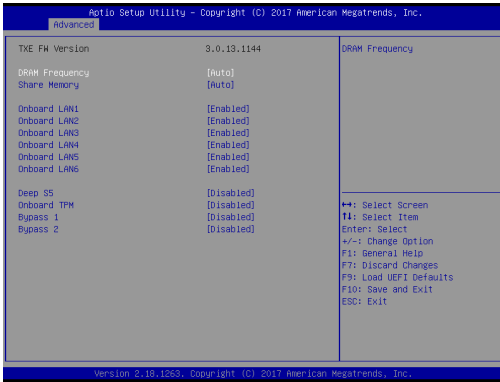 Aptio Setup Utility – Copyright (C) 2017 American Megatrends, Inc.
Advanced
TXE FW Version 3.0.13.1144
DRAM Frequency [Auto]
Share Memory [Auto]
Onboard LAN1 [Enabled]
Onboard LAN2 [Enabled]
Onboard LAN3 [Enabled]
Onboard LAN4 [Enabled]
Onboard LAN5 [Enabled]
Onboard LAN6 [Enabled]
Deep S5 [Disabled]
Onboard TPM [Disabled]
Bypass 1 [Disabled]
Bypass 2 [Disabled]
DRAM Frequency
↔: Select Screen
↑↓: Select Item
Enter: Select
+/-: Change Option
F1: General Help
F7: Discard Changes
F9: Load UEFI Defaults
F10: Save and Exit
ESC: Exit
Version 2.18.1263. Copyright (C) 2017 American Megatrends, Inc.